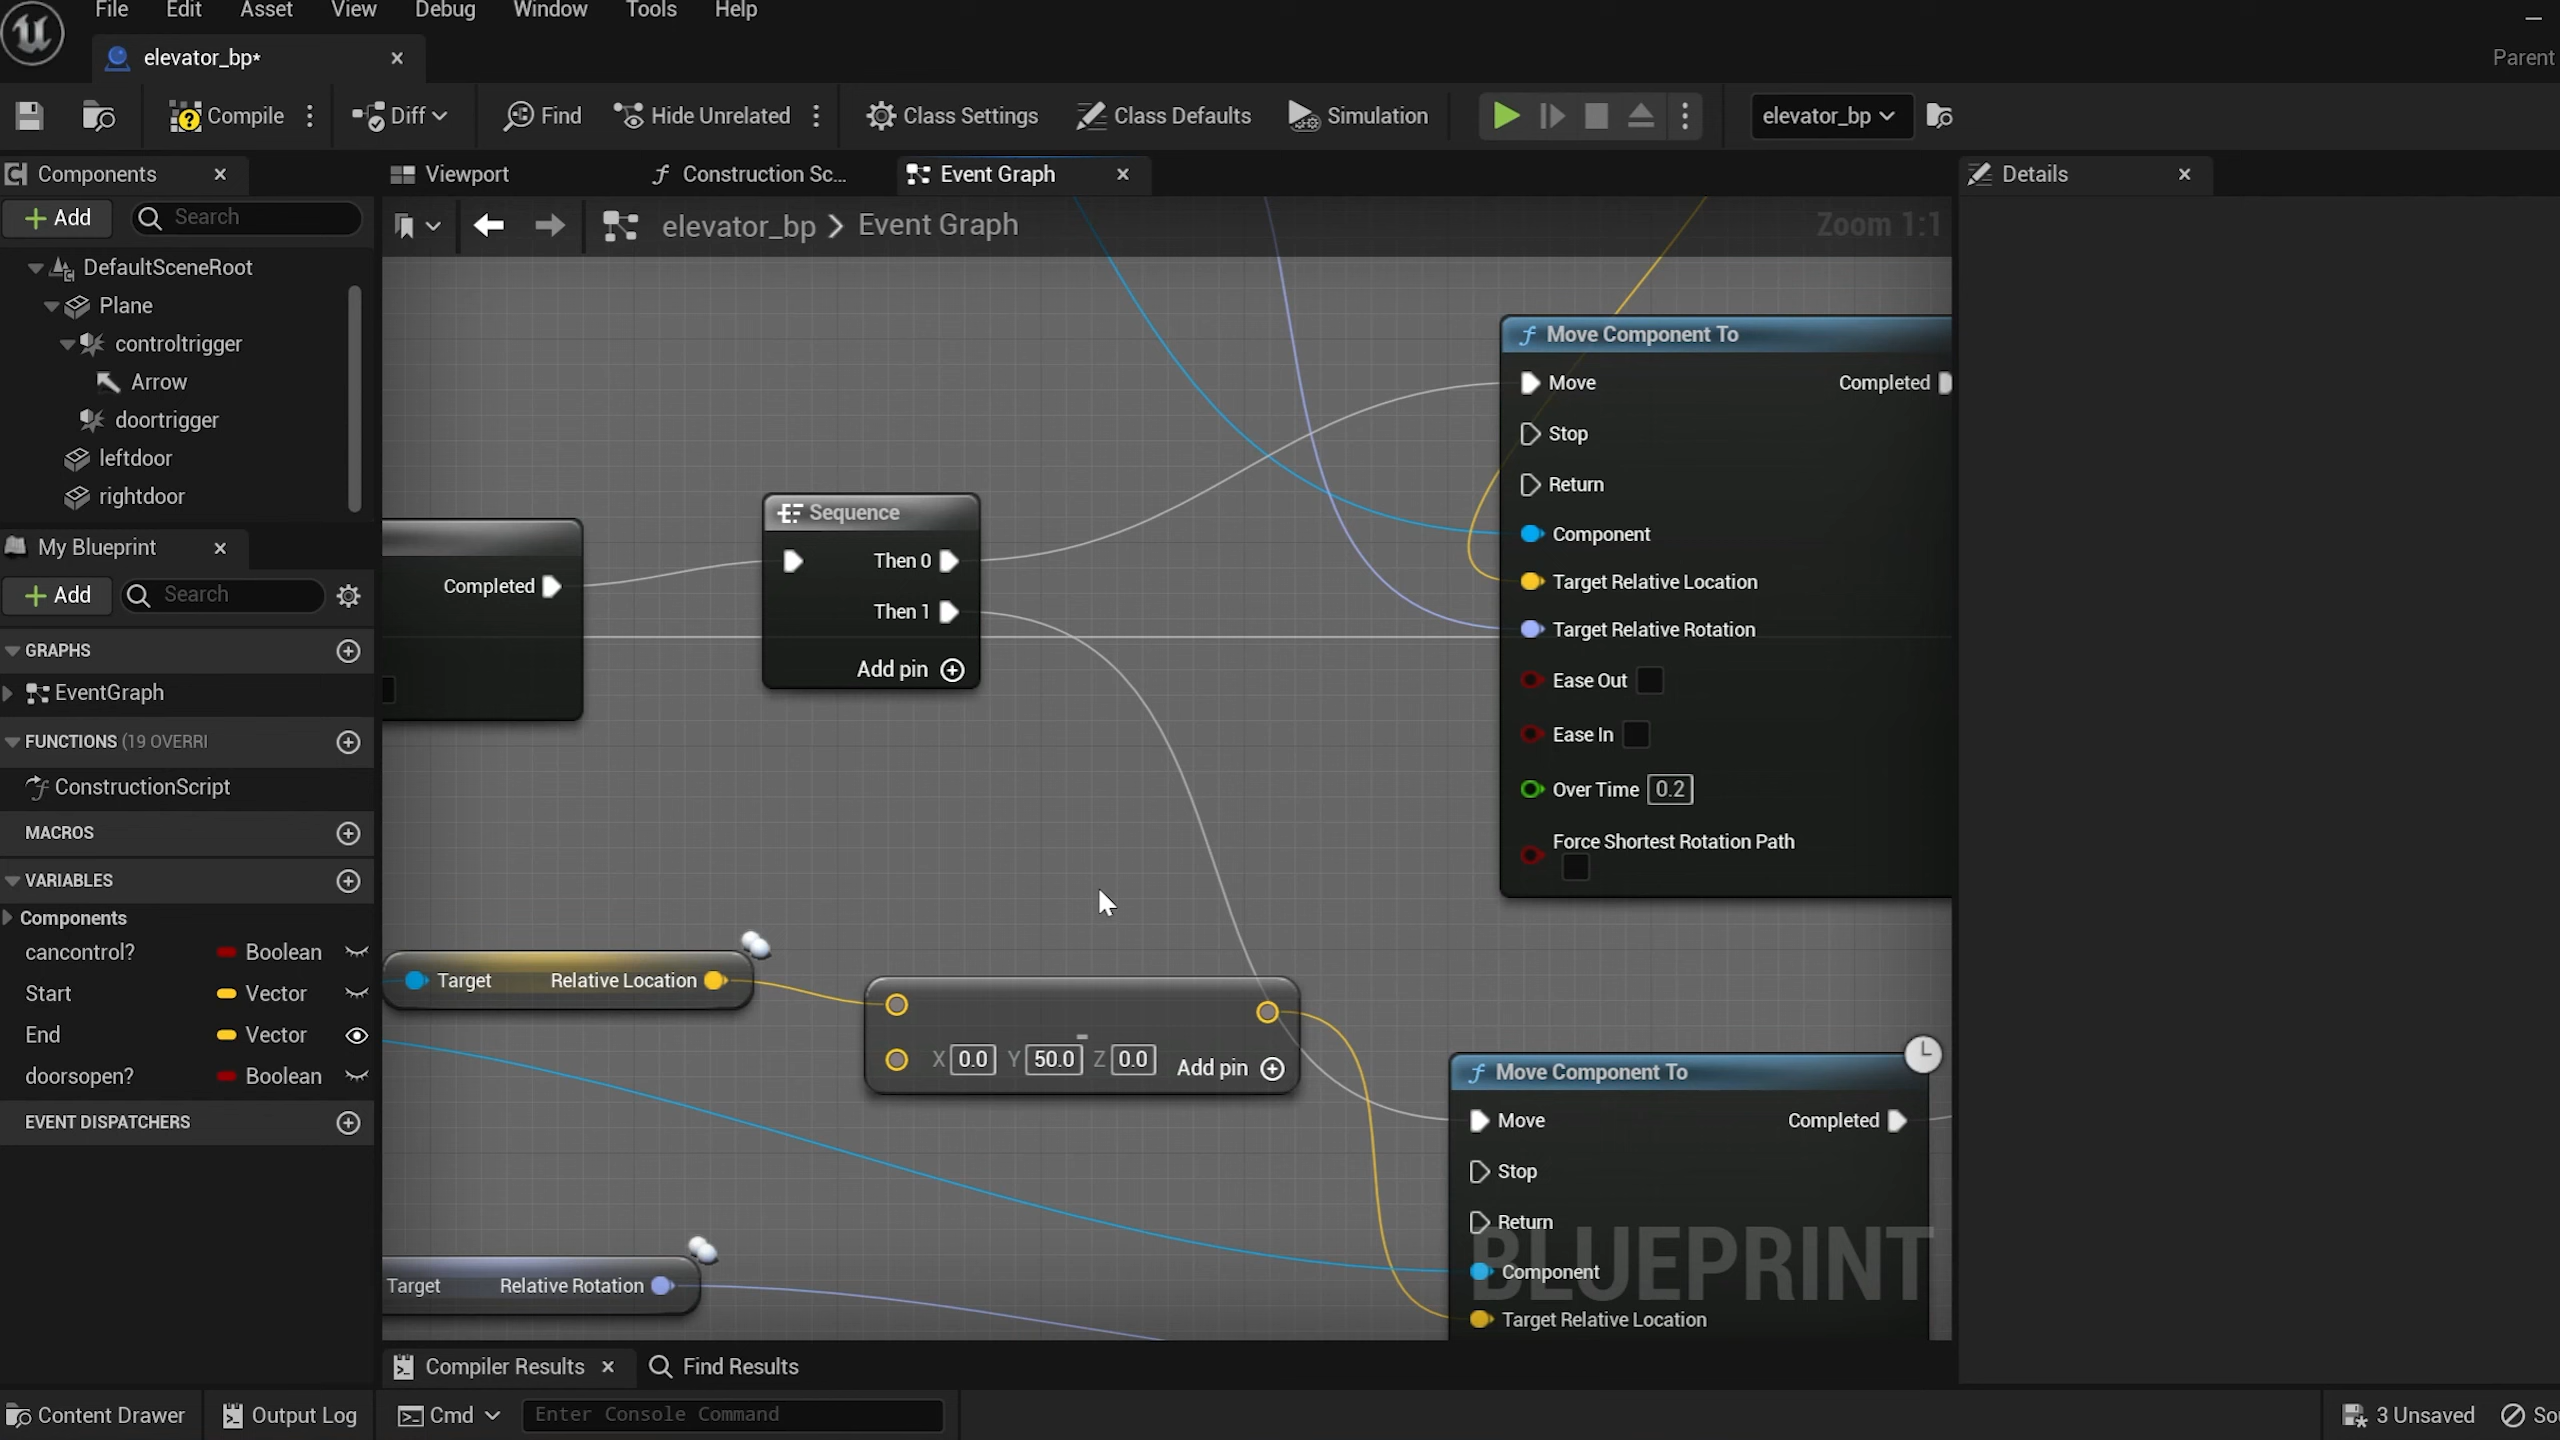 File Edit Asset View Debug Window Tools Help
elevator_bp*
Parent
Compile
Diff
Find
Hide Unrelated
Class Settings
Class Defaults
Simulation
elevator_bp
Components
Viewport
Construction Sc...
Event Graph
Details
Add
Search
elevator_bp > Event Graph
Zoom 1:1
DefaultSceneRoot
Plane
controltrigger
Arrow
doortrigger
leftdoor
rightdoor
My Blueprint
Add
Search
GRAPHS
EventGraph
FUNCTIONS (19 OVERRI
ConstructionScript
MACROS
VARIABLES
Components
cancontrol? Boolean
Start Vector
End Vector
doorsopen? Boolean
EVENT DISPATCHERS
Completed
Sequence
Then 0
Then 1
Add pin
Move Component To
Move Completed
Stop
Return
Component
Target Relative Location
Target Relative Rotation
Ease Out
Ease In
Over Time 0.2
Force Shortest Rotation Path
Target Relative Location
X 0.0 Y 50.0 Z 0.0 Add pin
Target Relative Rotation
Move Component To
Move Completed
Stop
Return
BLUEPRINT
Component
Target Relative Location
Compiler Results
Find Results
Content Drawer
Output Log
Cmd
Enter Console Command
3 Unsaved
So